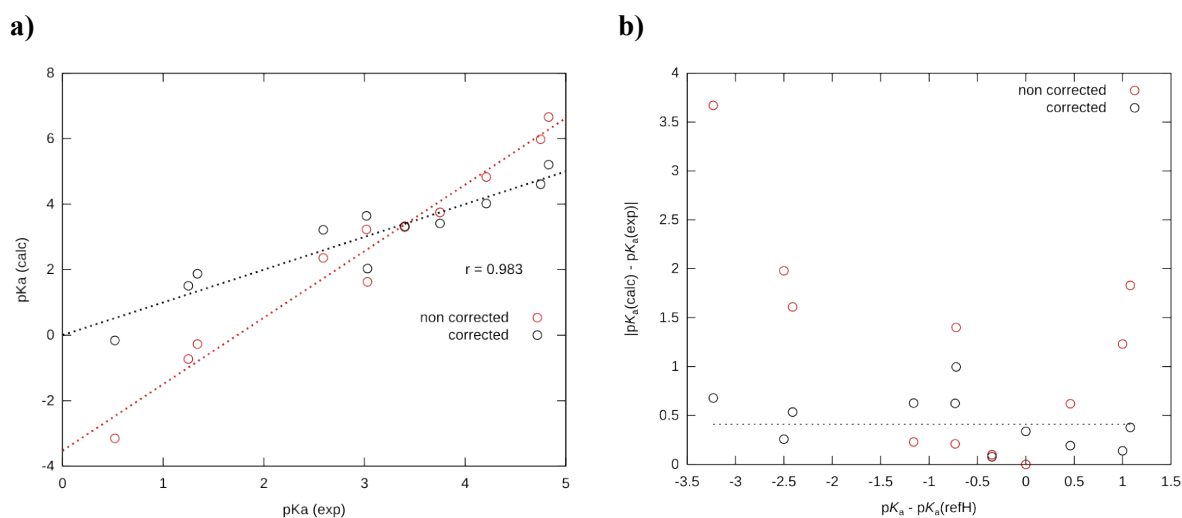 a)
8
6
4
2
0
-2
-4
0 1 2 3 4 5
pKa (calc)
pKa (exp)
r = 0.983
non corrected
corrected
b)
4
3.5
3
2.5
2
1.5
1
0.5
0
-3.5 -3 -2.5 -2 -1.5 -1 -0.5 0 0.5 1 1.5
|pKa(calc) - pKa(exp)|
pKa - pKa(refH)
non corrected
corrected